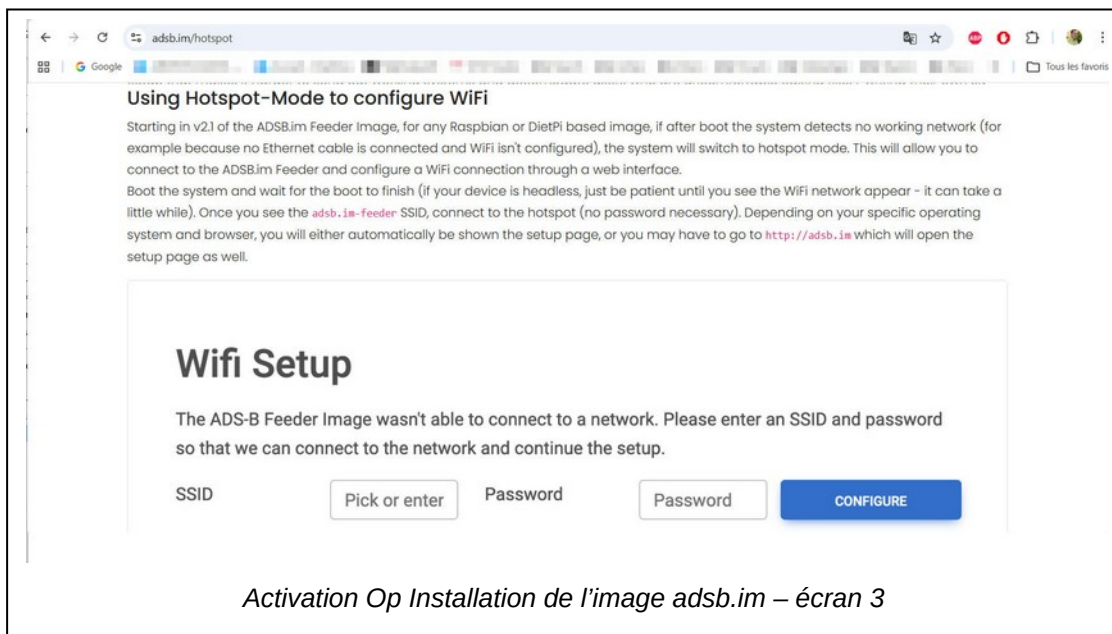 adsb.im/hotspot
ABP
Google
Tous les favoris
Using Hotspot-Mode to configure WiFi
Starting in v2.1 of the ADSB.im Feeder Image, for any Raspbian or DietPi based image, if after boot the system detects no working network (for
example because no Ethernet cable is connected and WiFi isn't configured), the system will switch to hotspot mode. This will allow you to
connect to the ADSB.im Feeder and configure a WiFi connection through a web interface.
Boot the system and wait for the boot to finish (if your device is headless, just be patient until you see the WiFi network appear - it can take a
little while). Once you see the adsb.im-feeder SSID, connect to the hotspot (no password necessary). Depending on your specific operating
system and browser, you will either automatically be shown the setup page, or you may have to go to http://adsb.im which will open the
setup page as well.
Wifi Setup
The ADS-B Feeder Image wasn't able to connect to a network. Please enter an SSID and password
so that we can connect to the network and continue the setup.
SSID Pick or enter Password Password CONFIGURE
Activation Op Installation de l’image adsb.im – écran 3